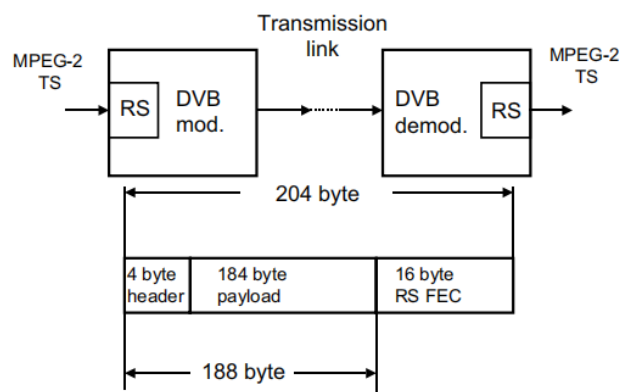 Transmission
link
MPEG-2
TS
RS
DVB
mod.
DVB
demod.
RS
MPEG-2
TS
204 byte
4 byte
header
184 byte
payload
16 byte
RS FEC
188 byte